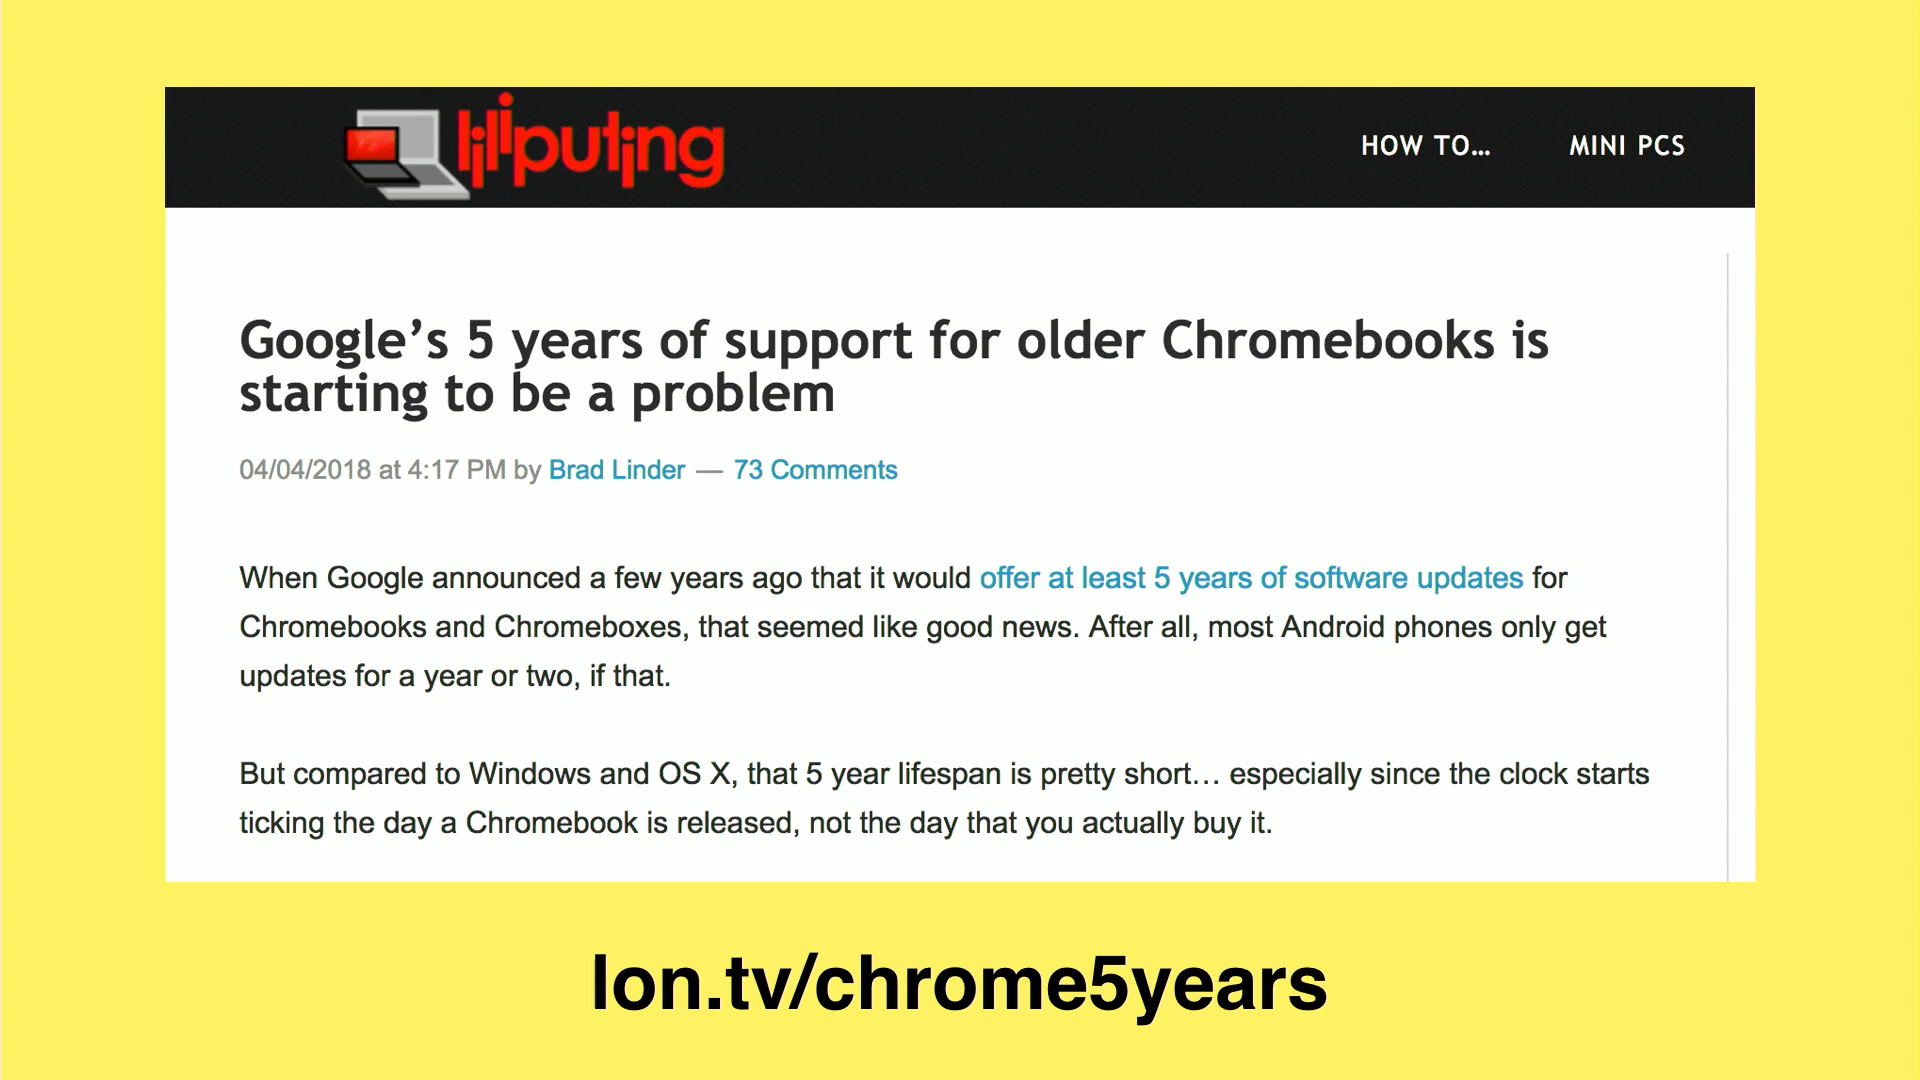 liliputing
HOW TO...
MINI PCS
Google’s 5 years of support for older Chromebooks is
starting to be a problem
04/04/2018 at 4:17 PM by Brad Linder — 73 Comments
When Google announced a few years ago that it would offer at least 5 years of software updates for
Chromebooks and Chromeboxes, that seemed like good news. After all, most Android phones only get
updates for a year or two, if that.
But compared to Windows and OS X, that 5 year lifespan is pretty short… especially since the clock starts
ticking the day a Chromebook is released, not the day that you actually buy it.
lon.tv/chrome5years